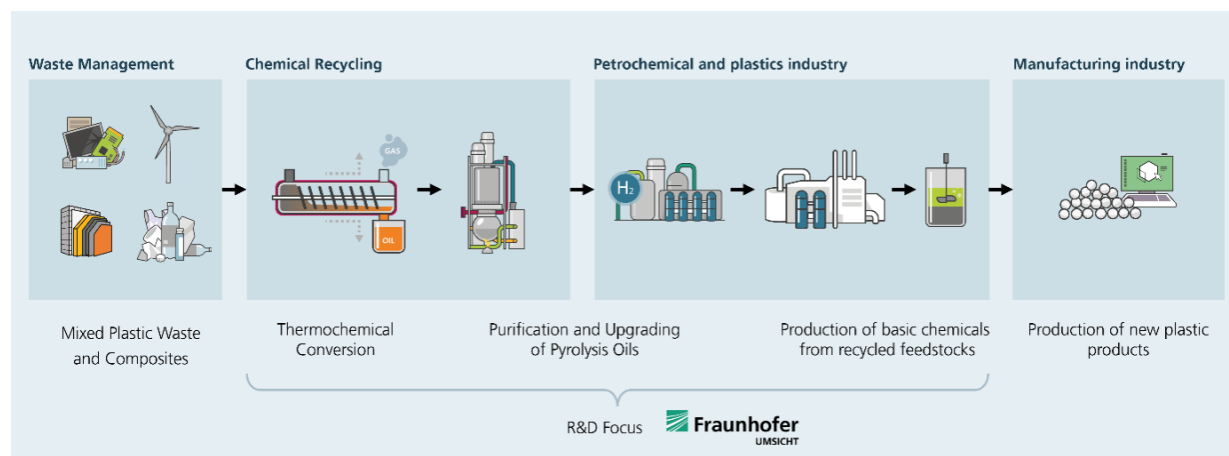 Waste Management
Chemical Recycling
Petrochemical and plastics industry
Manufacturing industry
GAS
OIL
H₂
Mixed Plastic Waste
and Composites
Thermochemical
Conversion
Purification and Upgrading
of Pyrolysis Oils
Production of basic chemicals
from recycled feedstocks
Production of new plastic
products
R&D Focus
Fraunhofer
UMSICHT